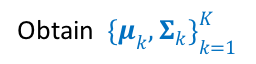 Obtain {μ_k, Σ_k}_{k=1}^K